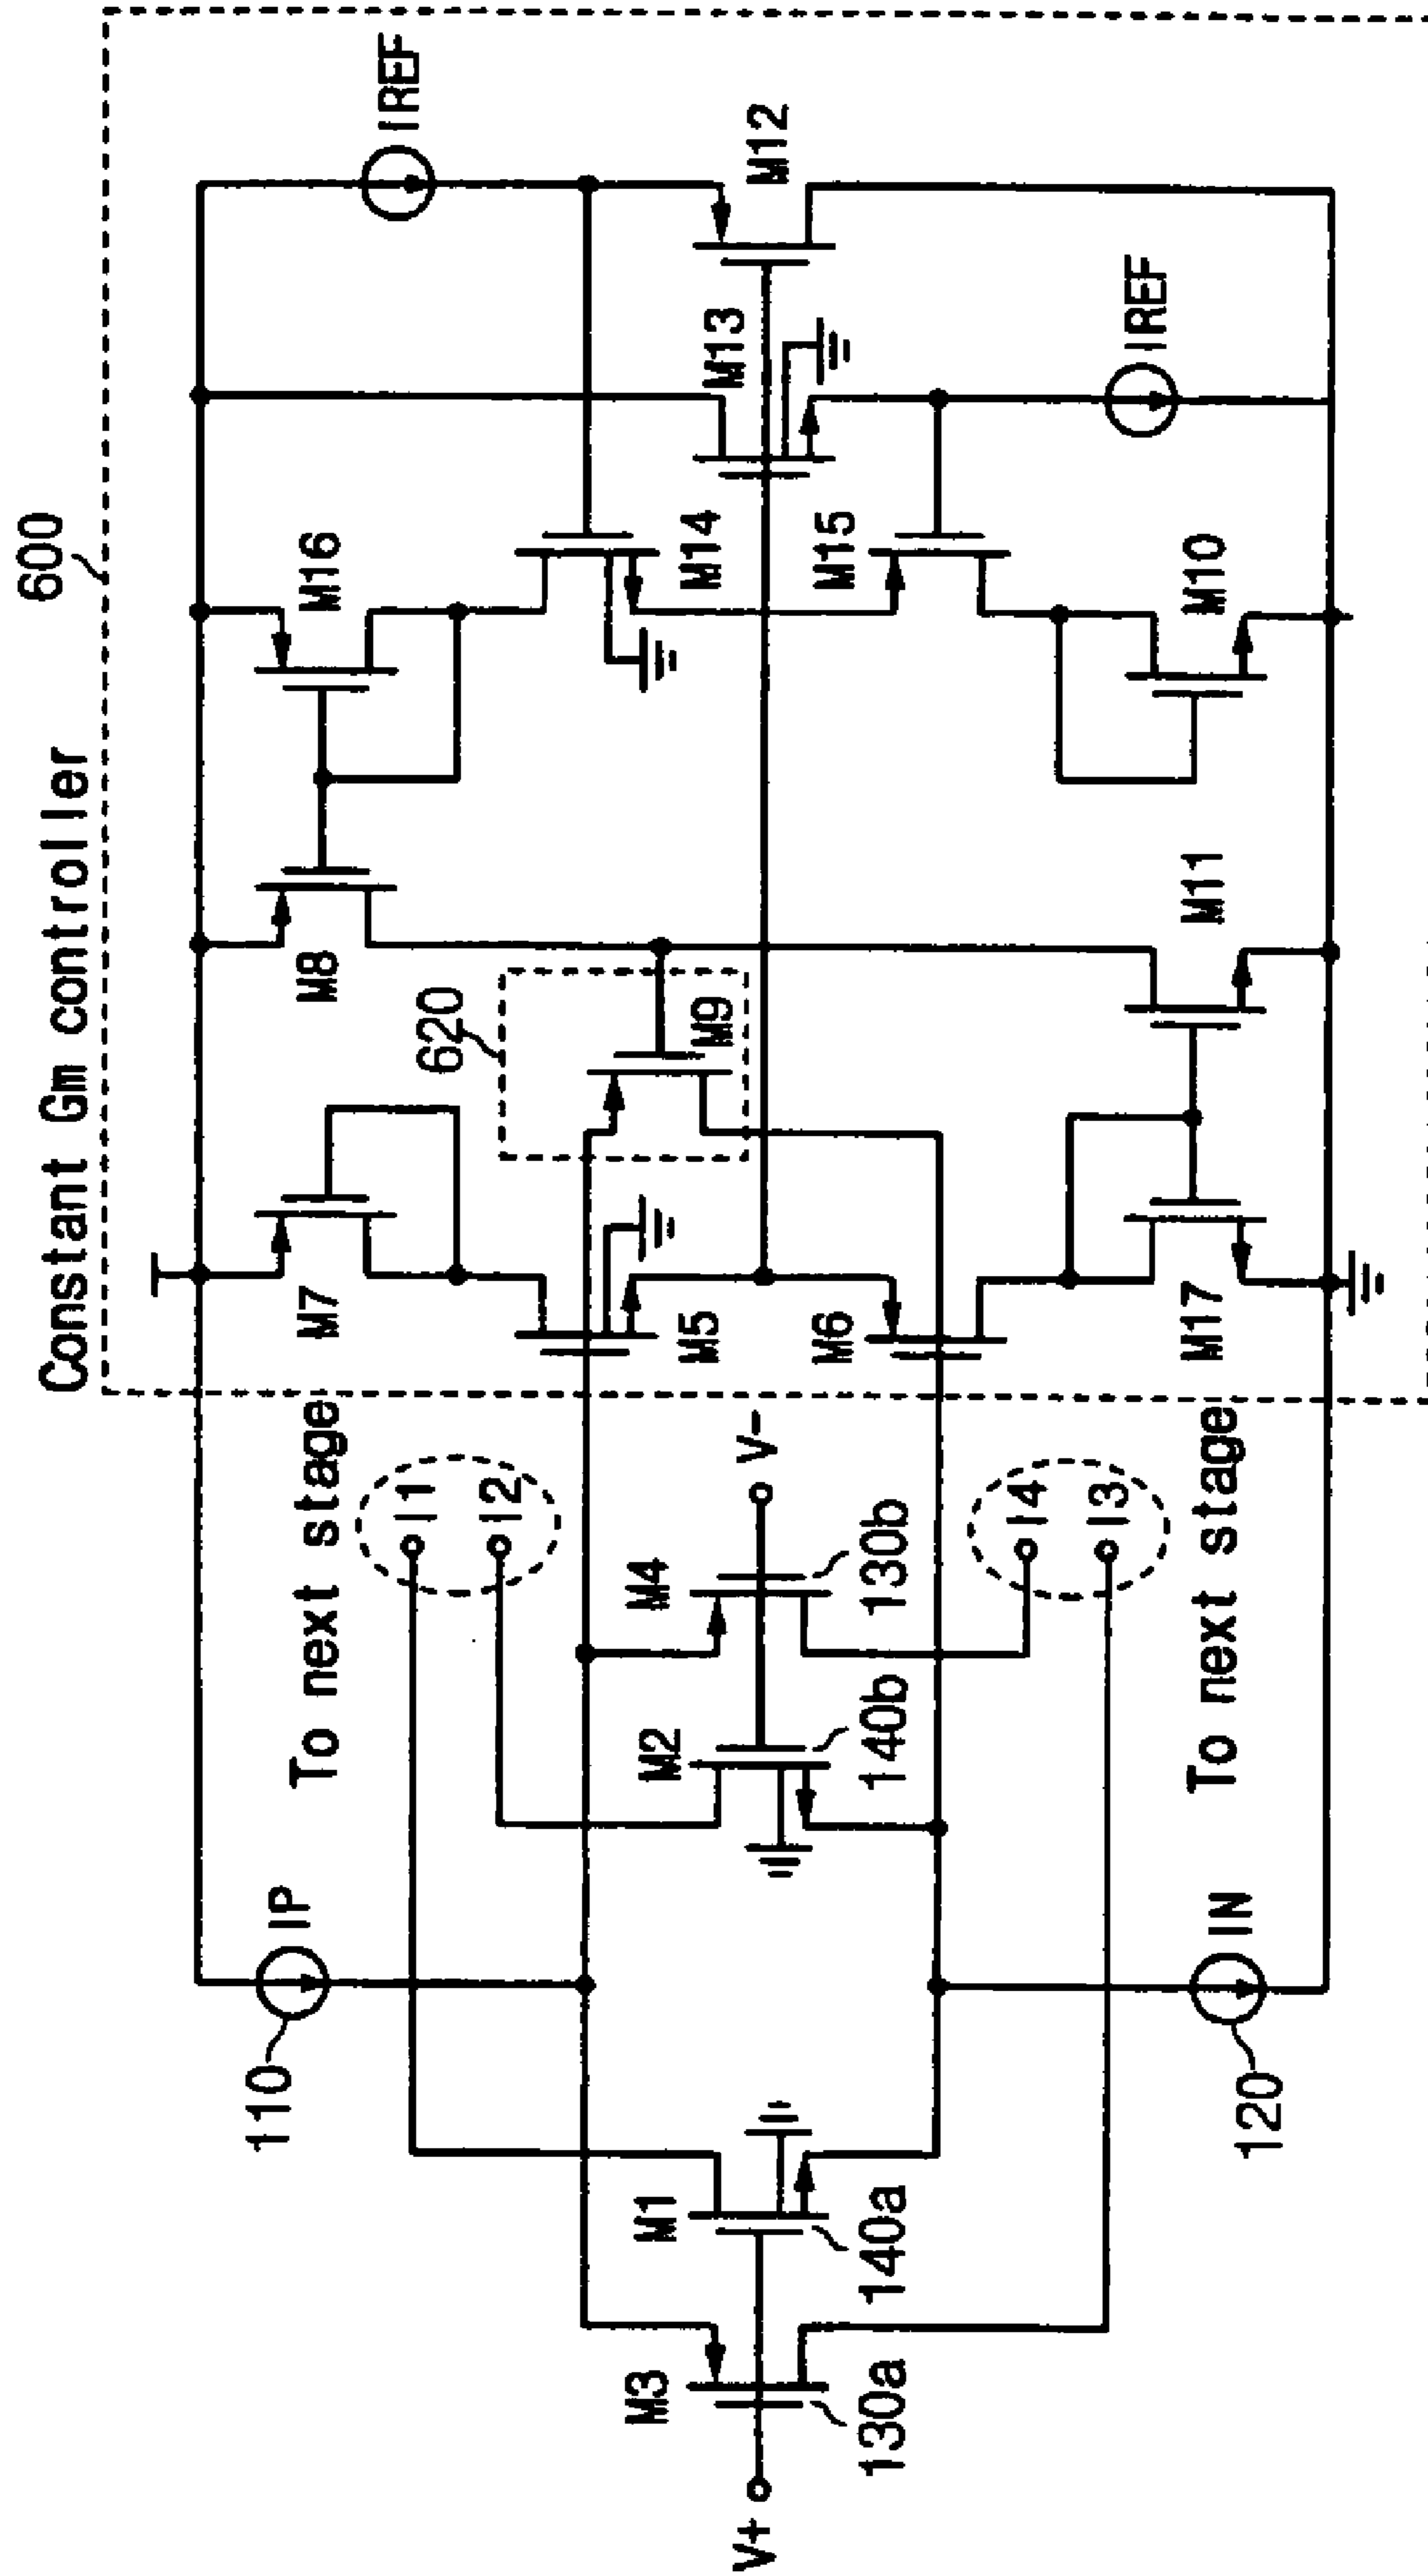 Constant Gm controller
600
IREF
M16
M12
M8
M7
M13
M14
620
M9
M5
M15
IREF
M6
M10
M11
M17
To next stage
I1
I2
V-
M4
130b
M2
140b
I4
I3
To next stage
110
IP
120
IN
M1
140a
M3
130a
V+